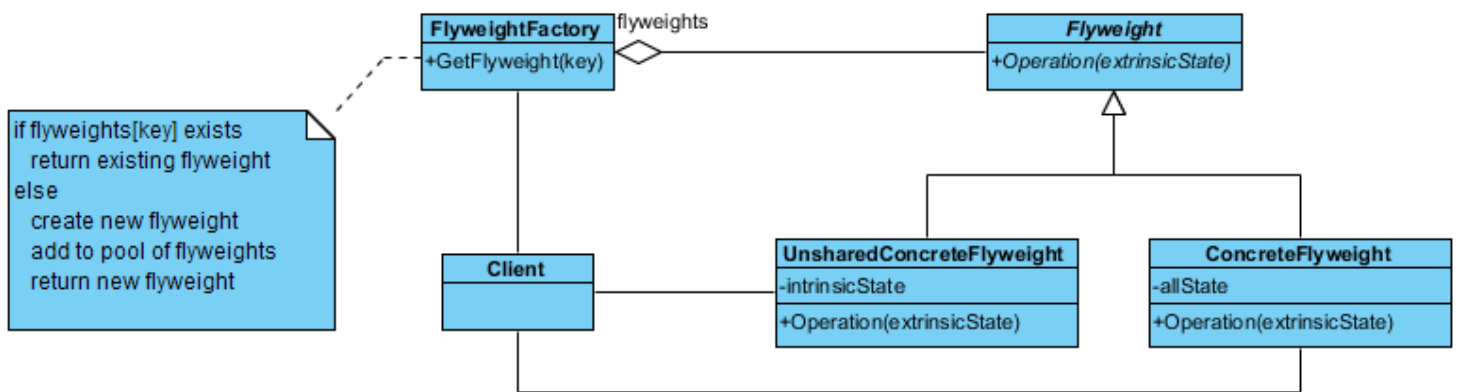 FlyweightFactory
+GetFlyweight(key)
flyweights
Flyweight
+Operation(extrinsicState)
if flyweights[key] exists
return existing flyweight
else
create new flyweight
add to pool of flyweights
return new flyweight
Client
UnsharedConcreteFlyweight
-intrinsicState
+Operation(extrinsicState)
ConcreteFlyweight
-allState
+Operation(extrinsicState)